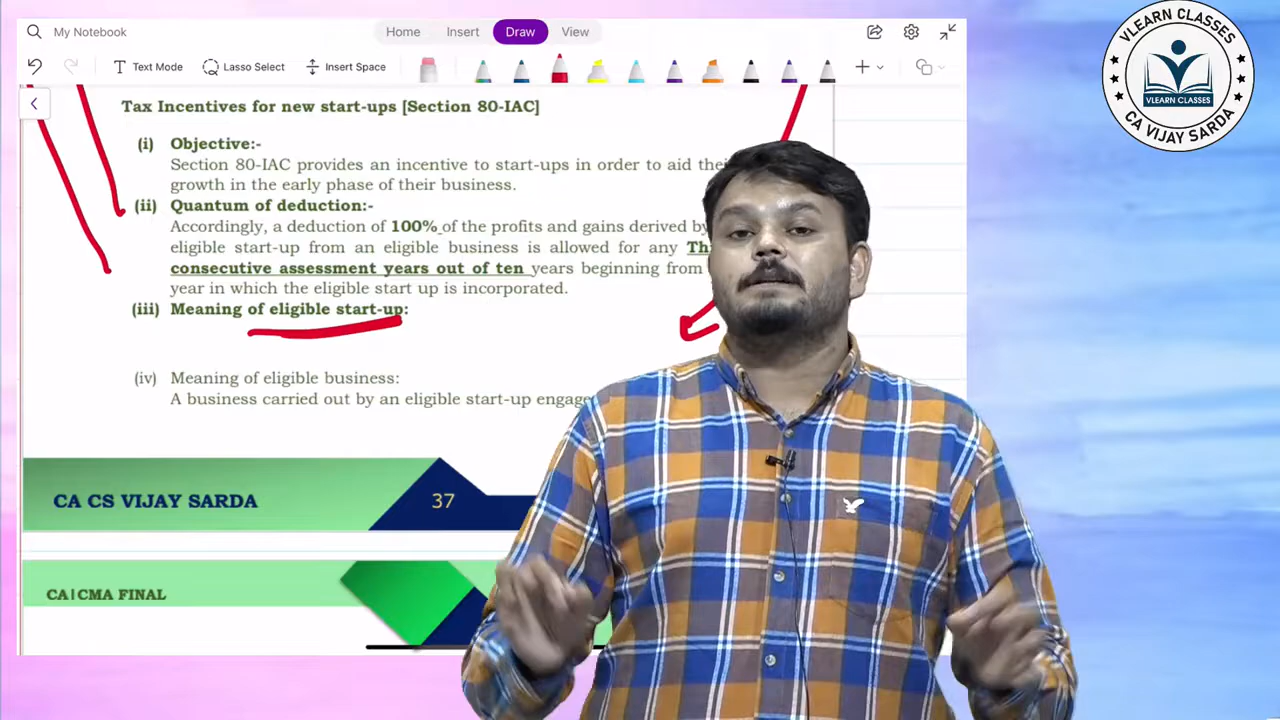 My Notebook
Home Insert Draw View
Text Mode Lasso Select Insert Space
Tax Incentives for new start-ups [Section 80-IAC]
(i) Objective:-
Section 80-IAC provides an incentive to start-ups in order to aid
growth in the early phase of their business.
(ii) Quantum of deduction:-
Accordingly, a deduction of 100% of the profits and gains derived
eligible start-up from an eligible business is allowed for any
consecutive assessment years out of ten years beginning from
year in which the eligible start up is incorporated.
(iii) Meaning of eligible start-up:
(iv) Meaning of eligible business:
A business carried out by an eligible start-up
CA CS VIJAY SARDA
37
CA|CMA FINAL
VLEARN CLASSES
VLEARN CLASSES
CA VIJAY SARDA